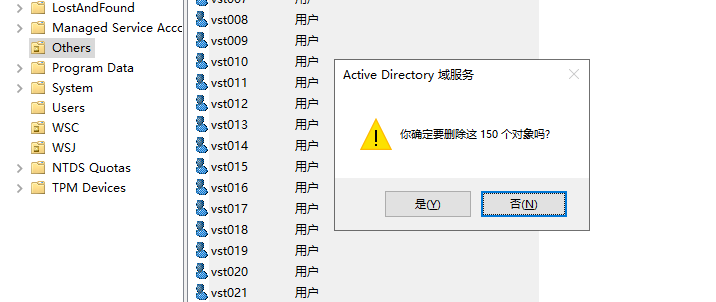 LostAndFound
Managed Service Acco
Others
Program Data
System
Users
WSC
WSJ
NTDS Quotas
TPM Devices
vst007 用户
vst008 用户
vst009 用户
vst010 用户
vst011 用户
vst012 用户
vst013 用户
vst014 用户
vst015 用户
vst016 用户
vst017 用户
vst018 用户
vst019 用户
vst020 用户
vst021 用户
Active Directory 域服务
你确定要删除这 150 个对象吗?
是(Y)
否(N)